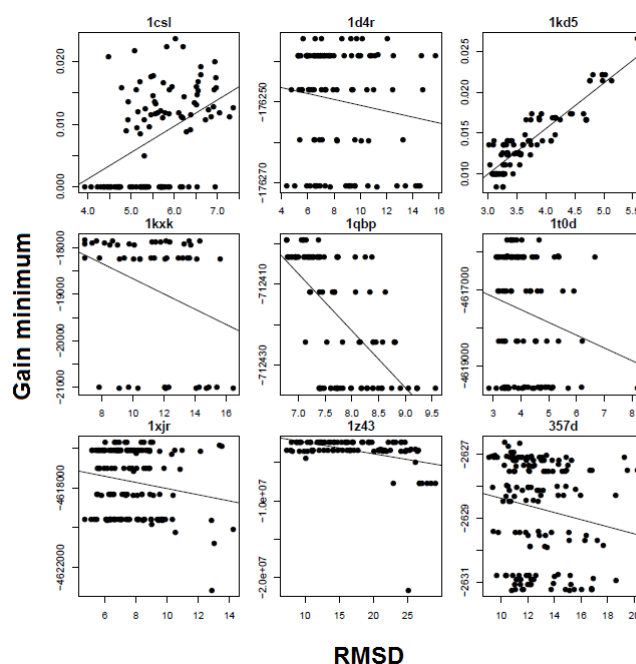 1csl 1d4r 1kd5
0.000 0.010 0.020
4.0 5.0 6.0 7.0
−176270 −176250
4 6 8 10 12 14 16
0.010 0.015 0.020 0.025
3.0 3.5 4.0 4.5 5.0 5.5
1kxk 1qbp 1t0d
−21000 −20000 −19000 −18000
8 10 12 14 16
−712430 −712410
7.0 7.5 8.0 8.5 9.0 9.5
−4619000 −4617000
3 4 5 6 7 8
1xjr 1z43 357d
−4622000 −4618000
6 8 10 12 14
−2.0e+07 −1.0e+07
10 15 20 25
−2631 −2629 −2627
10 12 14 16 18 20
Gain minimum
RMSD